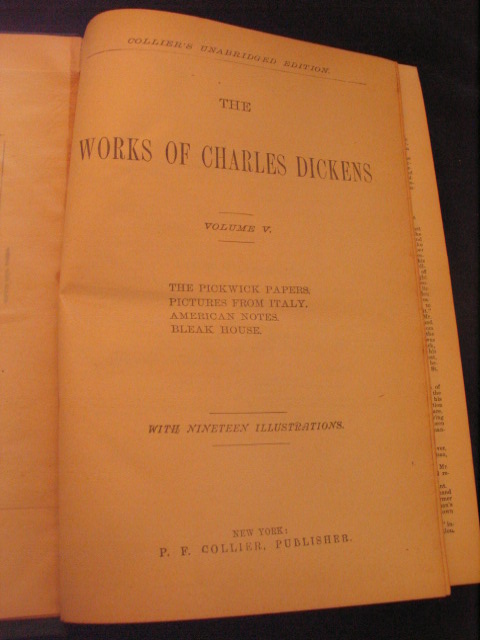 COLLIER'S UNABRIDGED EDITION.
THE
WORKS OF CHARLES DICKENS
VOLUME V.
THE PICKWICK PAPERS.
PICTURES FROM ITALY.
AMERICAN NOTES.
BLEAK HOUSE.
WITH NINETEEN ILLUSTRATIONS.
NEW YORK:
P. F. COLLIER, PUBLISHER.